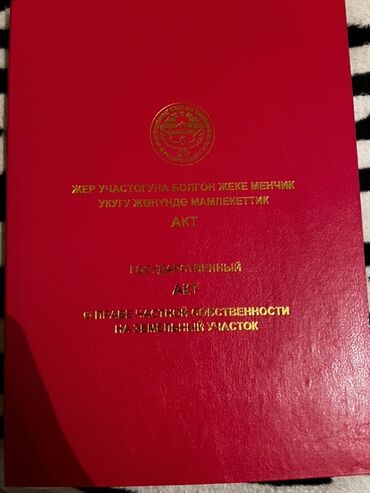 ЖЕР УЧАСТОГУНА БОЛГОН ЖЕКЕ МЕНЧИК
УКУГУ ЖӨНҮНДӨ МАМЛЕКЕТТИК
АКТ
ГОСУДАРСТВЕННЫЙ
АКТ
О ПРАВЕ ЧАСТНОЙ СОБСТВЕННОСТИ
НА ЗЕМЕЛЬНЫЙ УЧАСТОК